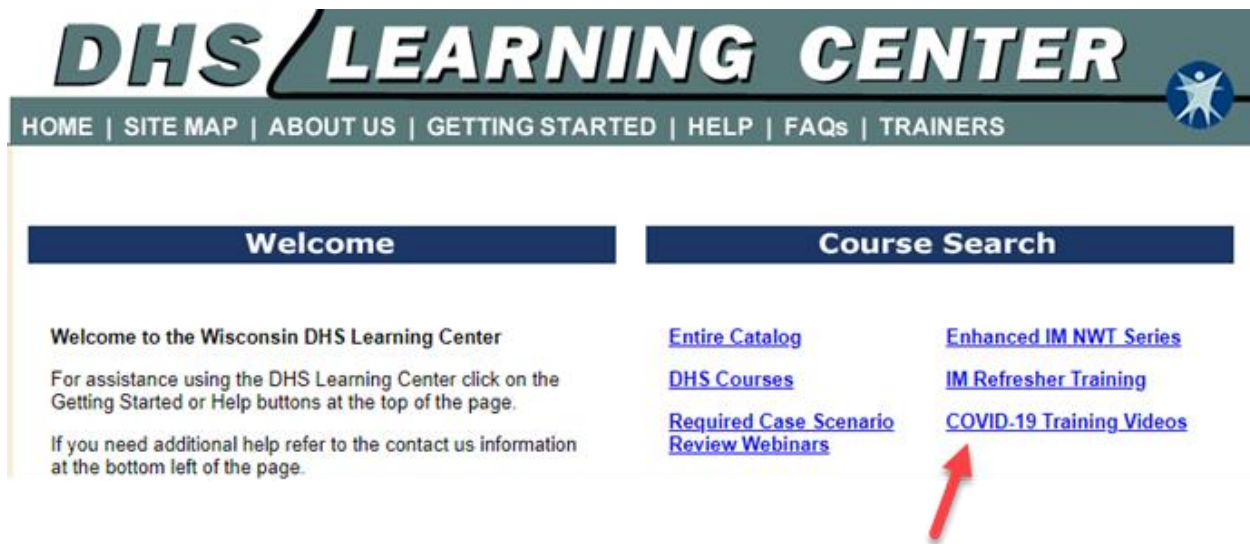 DHS LEARNING CENTER
HOME | SITE MAP | ABOUT US | GETTING STARTED | HELP | FAQs | TRAINERS
Welcome
Welcome to the Wisconsin DHS Learning Center
For assistance using the DHS Learning Center click on the
Getting Started or Help buttons at the top of the page.
If you need additional help refer to the contact us information
at the bottom left of the page.
Course Search
Entire Catalog
DHS Courses
Required Case Scenario
Review Webinars
Enhanced IM NWT Series
IM Refresher Training
COVID-19 Training Videos